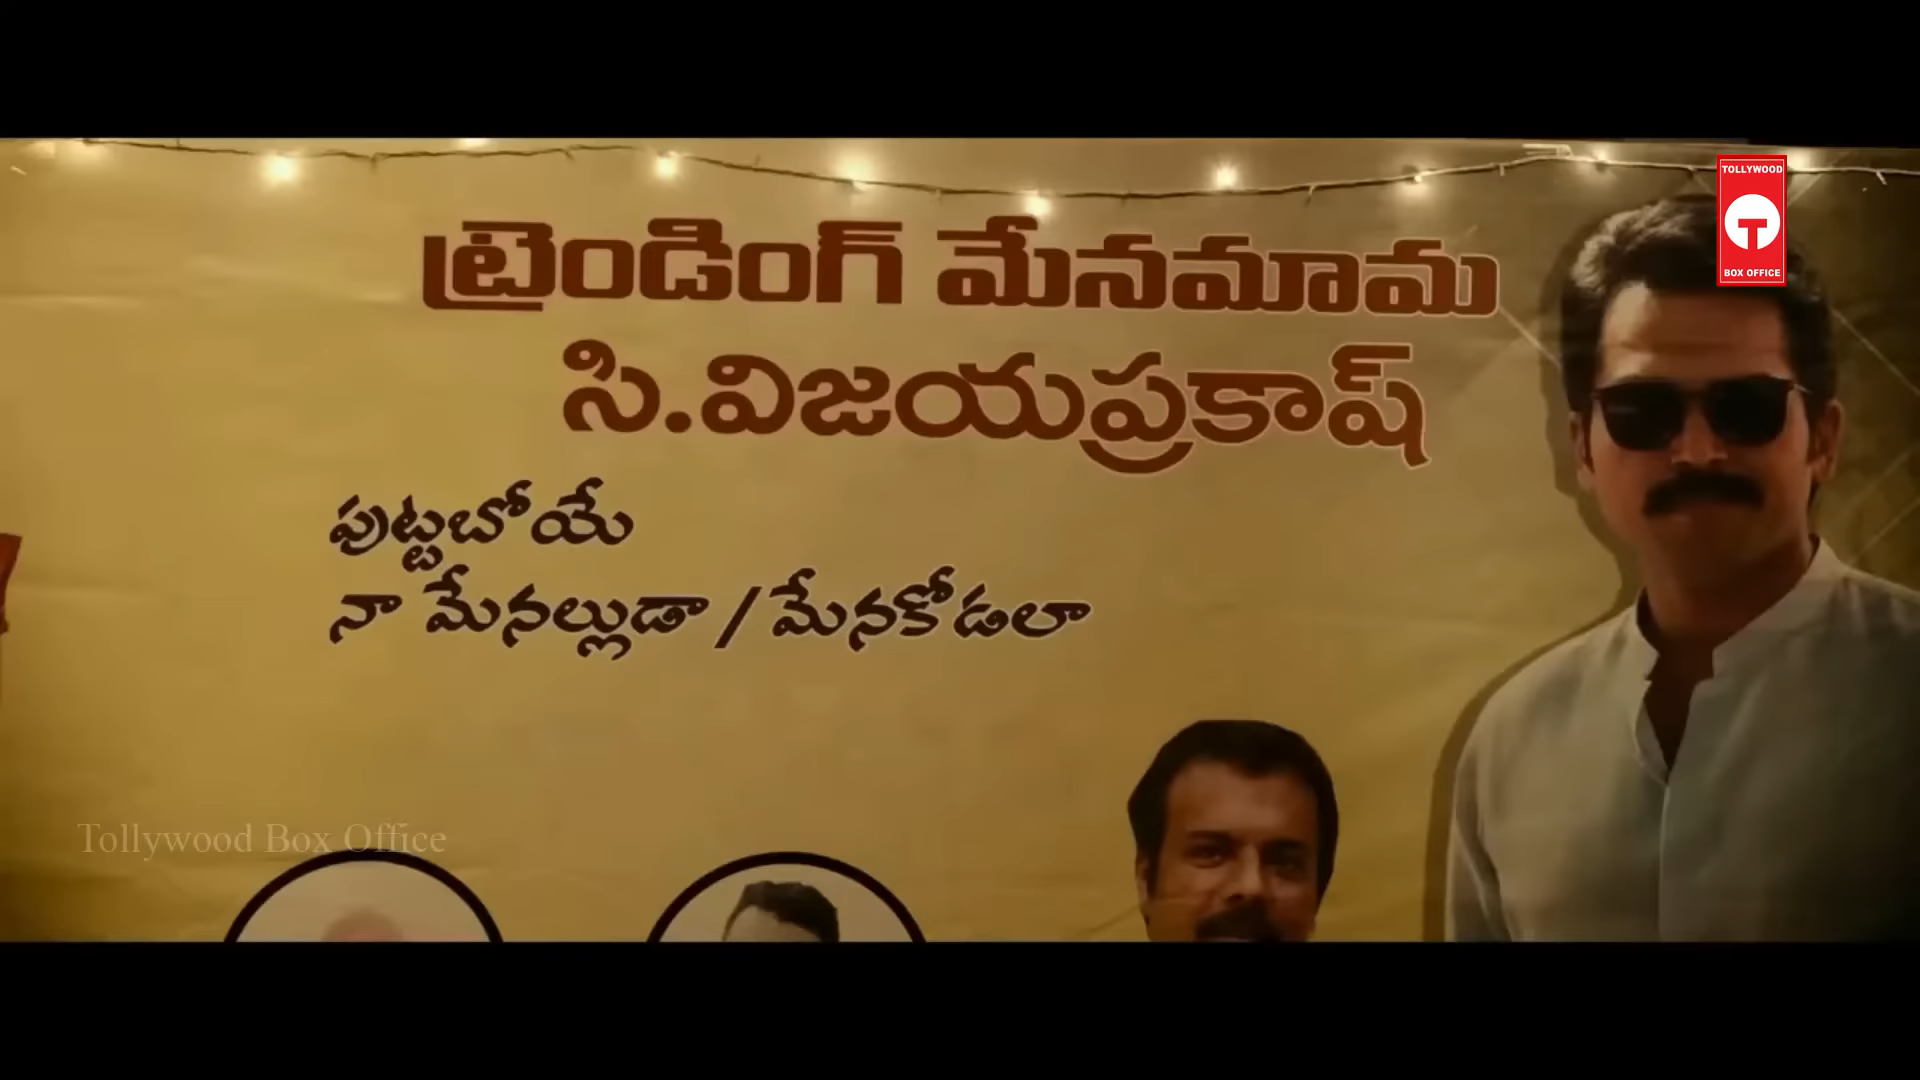 TOLLYWOOD
T
BOX OFFICE
ట్రెండింగ్ మేనమామ
సి.విజయప్రకాష్
పుట్టబోయే
నా మేనల్లుడా / మేనకోడలా
Tollywood Box Office